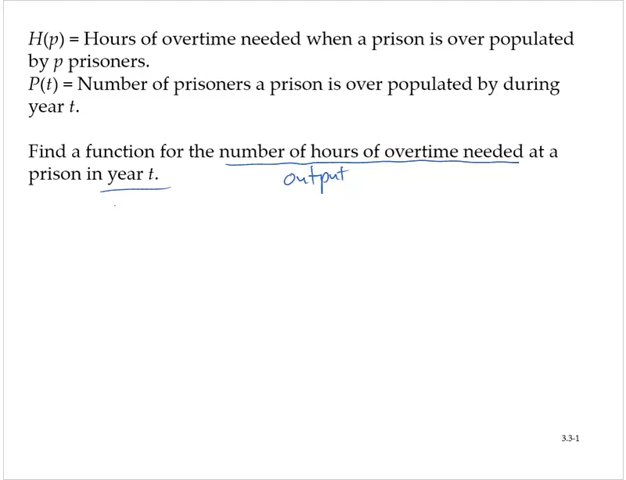 H(p) = Hours of overtime needed when a prison is over populated
by p prisoners.
P(t) = Number of prisoners a prison is over populated by during
year t.
Find a function for the number of hours of overtime needed at a
prison in year t.
output
3.3-1